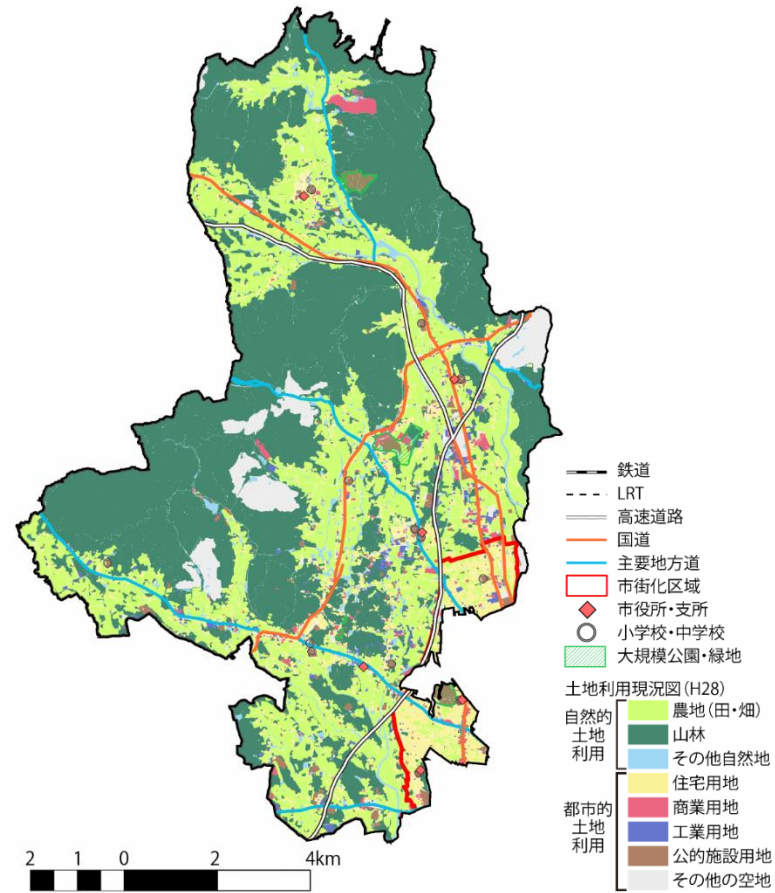 鉄道
LRT
高速道路
国道
主要地方道
市街化区域
市役所・支所
小学校・中学校
大規模公園・緑地
土地利用現況図(H28)
自然的
土地
利用
農地(田・畑)
山林
その他自然地
都市的
土地
利用
住宅用地
商業用地
工業用地
公的施設用地
その他の空地
2 1 0 2 4km